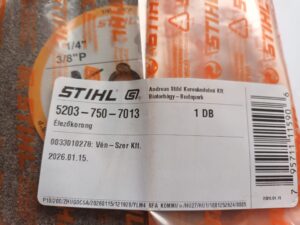 1/4"
3/8"P
STIHL
Andreas Stihl Kereskedelmi Kft.
Biatorbágy-Budapark
5203-750-7013
1 DB
Élezőkorong
0033010278: Vén-Szer Kft.
2026.01.15.